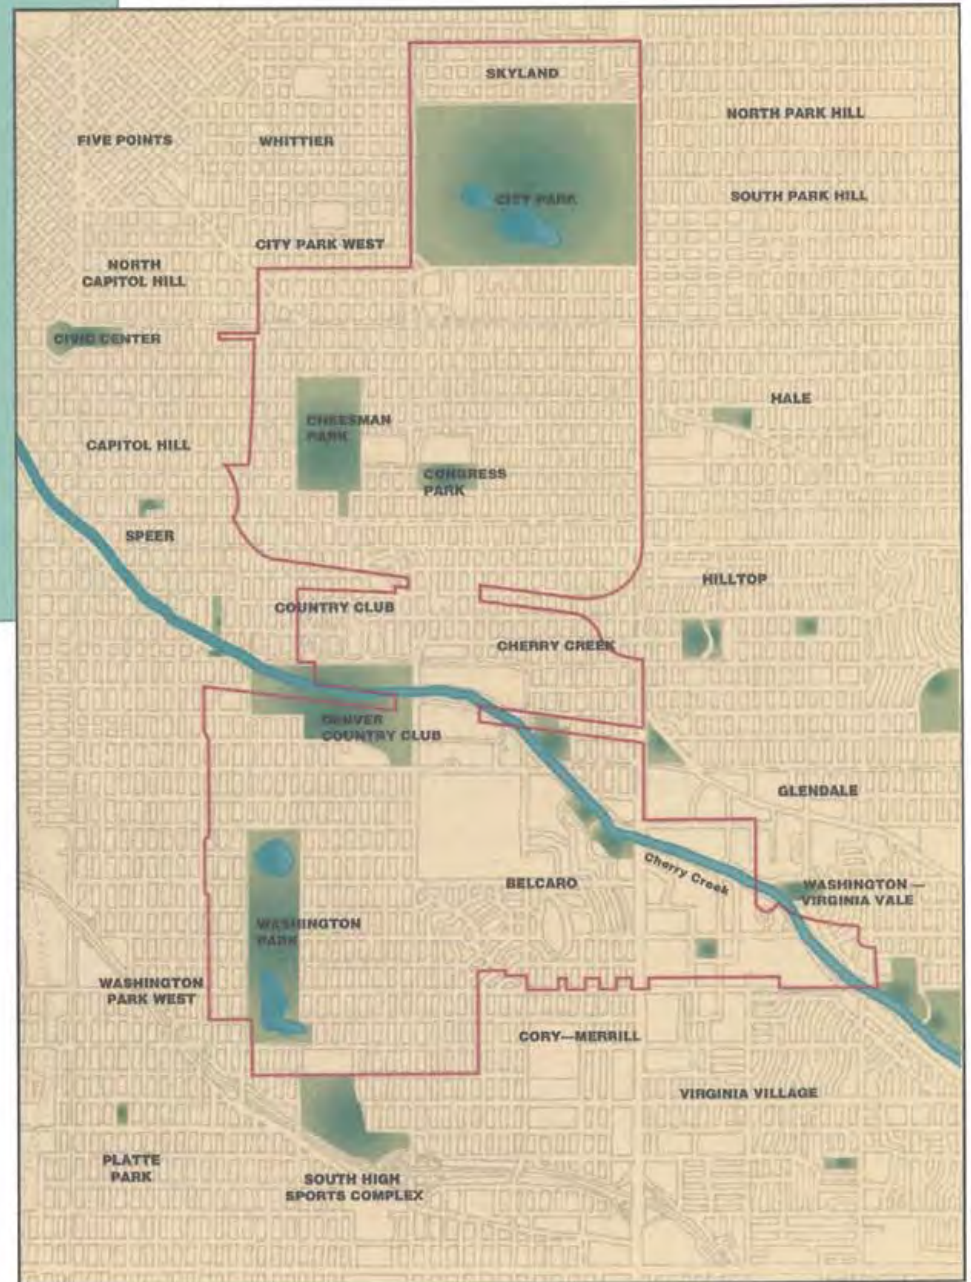 SKYLAND
NORTH PARK HILL
FIVE POINTS
WHITTIER
CITY PARK
SOUTH PARK HILL
CITY PARK WEST
NORTH
CAPITOL HILL
CIVIC CENTER
HALE
CHEESMAN
PARK
CAPITOL HILL
CONGRESS
PARK
SPEER
HILLTOP
COUNTRY CLUB
CHERRY CREEK
DENVER
COUNTRY CLUB
GLENDALE
Cherry Creek
BELCARO
WASHINGTON —
VIRGINIA VALE
WASHINGTON
PARK
WASHINGTON
PARK WEST
CORY—MERRILL
VIRGINIA VILLAGE
PLATTE
PARK
SOUTH HIGH
SPORTS COMPLEX